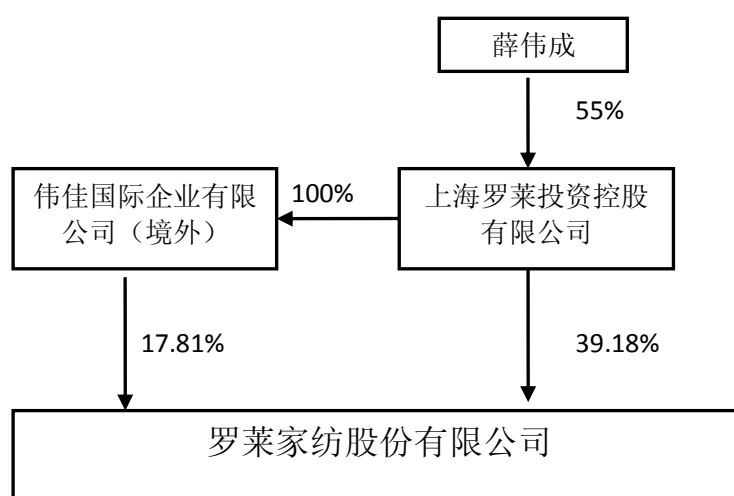 薛伟成
55%
伟佳国际企业有限
公司（境外）
100%
上海罗莱投资控股
有限公司
17.81%
39.18%
罗莱家纺股份有限公司